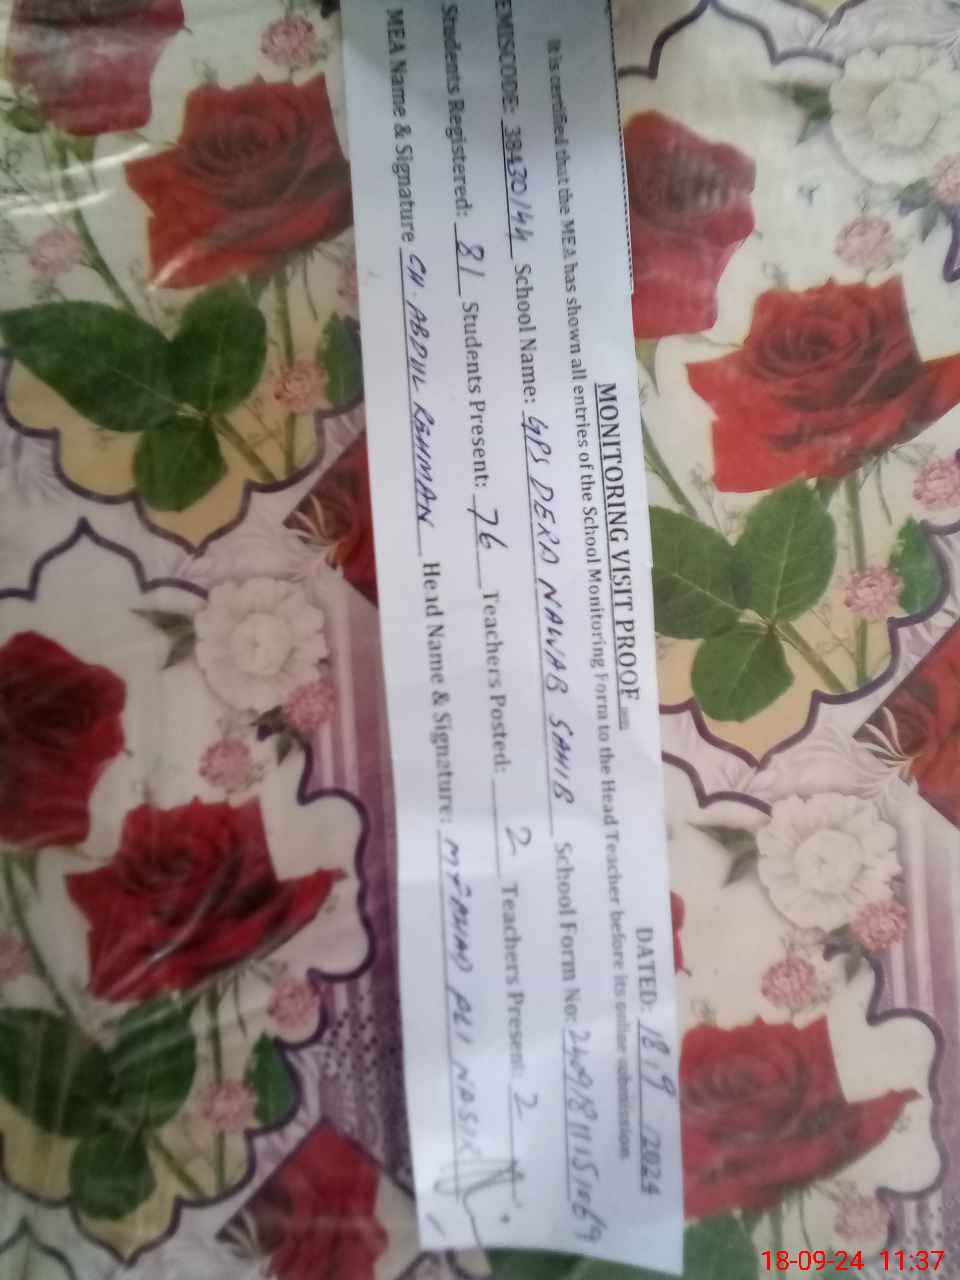 MONITORING VISIT PROOF
DATED: 18/9/2024
It is certified that the MEA has shown all entries of the School Monitoring Form to the Head Teacher before its online submission.
EMISCODE: 38430144 School Name: GPS DERA NAWAB SAHIB School Form No:
Students Registered: 81 Students Present: 76 Teachers Posted: 2 Teachers Present: 2
MEA Name & Signature CH. ABDUL REHMAN Head Name & Signature: ALI NASIR
18-09-24 11:37